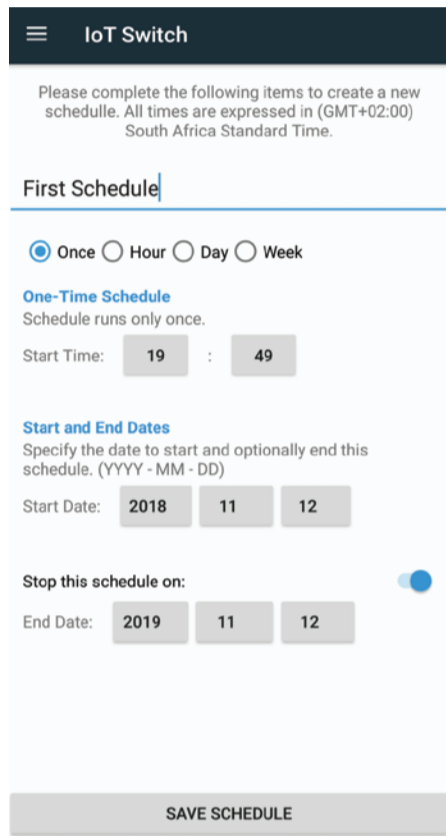 IoT Switch
Please complete the following items to create a new
schedulle. All times are expressed in (GMT+02:00)
South Africa Standard Time.
First Schedule
Once Hour Day Week
One-Time Schedule
Schedule runs only once.
Start Time: 19 : 49
Start and End Dates
Specify the date to start and optionally end this
schedule. (YYYY - MM - DD)
Start Date: 2018 11 12
Stop this schedule on:
End Date: 2019 11 12
SAVE SCHEDULE